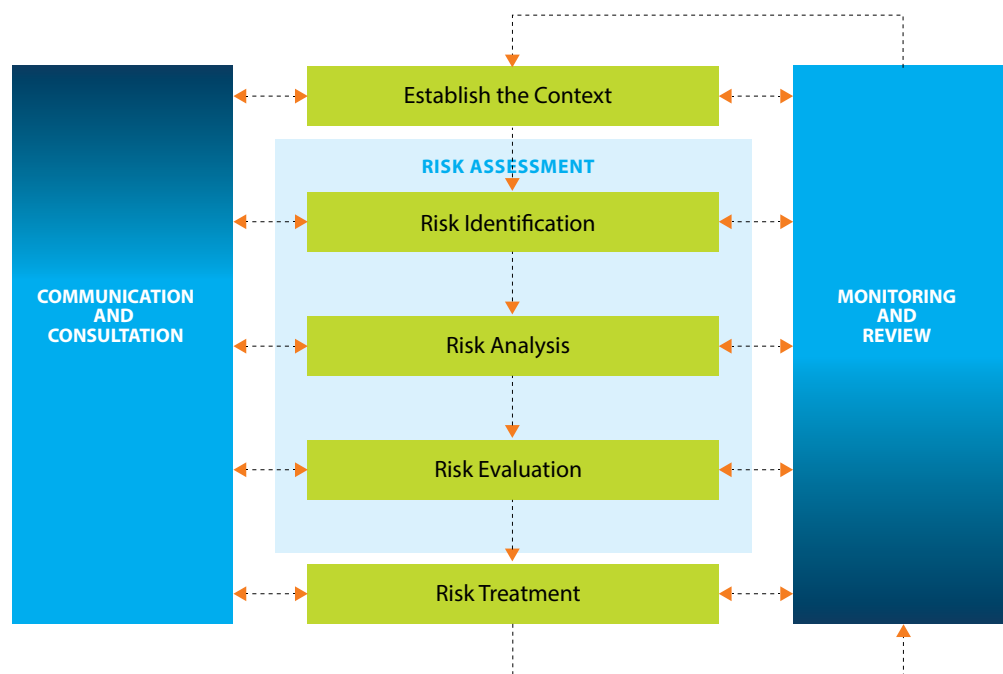 Establish the Context
RISK ASSESSMENT
Risk Identification
COMMUNICATION
AND
CONSULTATION
MONITORING
AND
REVIEW
Risk Analysis
Risk Evaluation
Risk Treatment